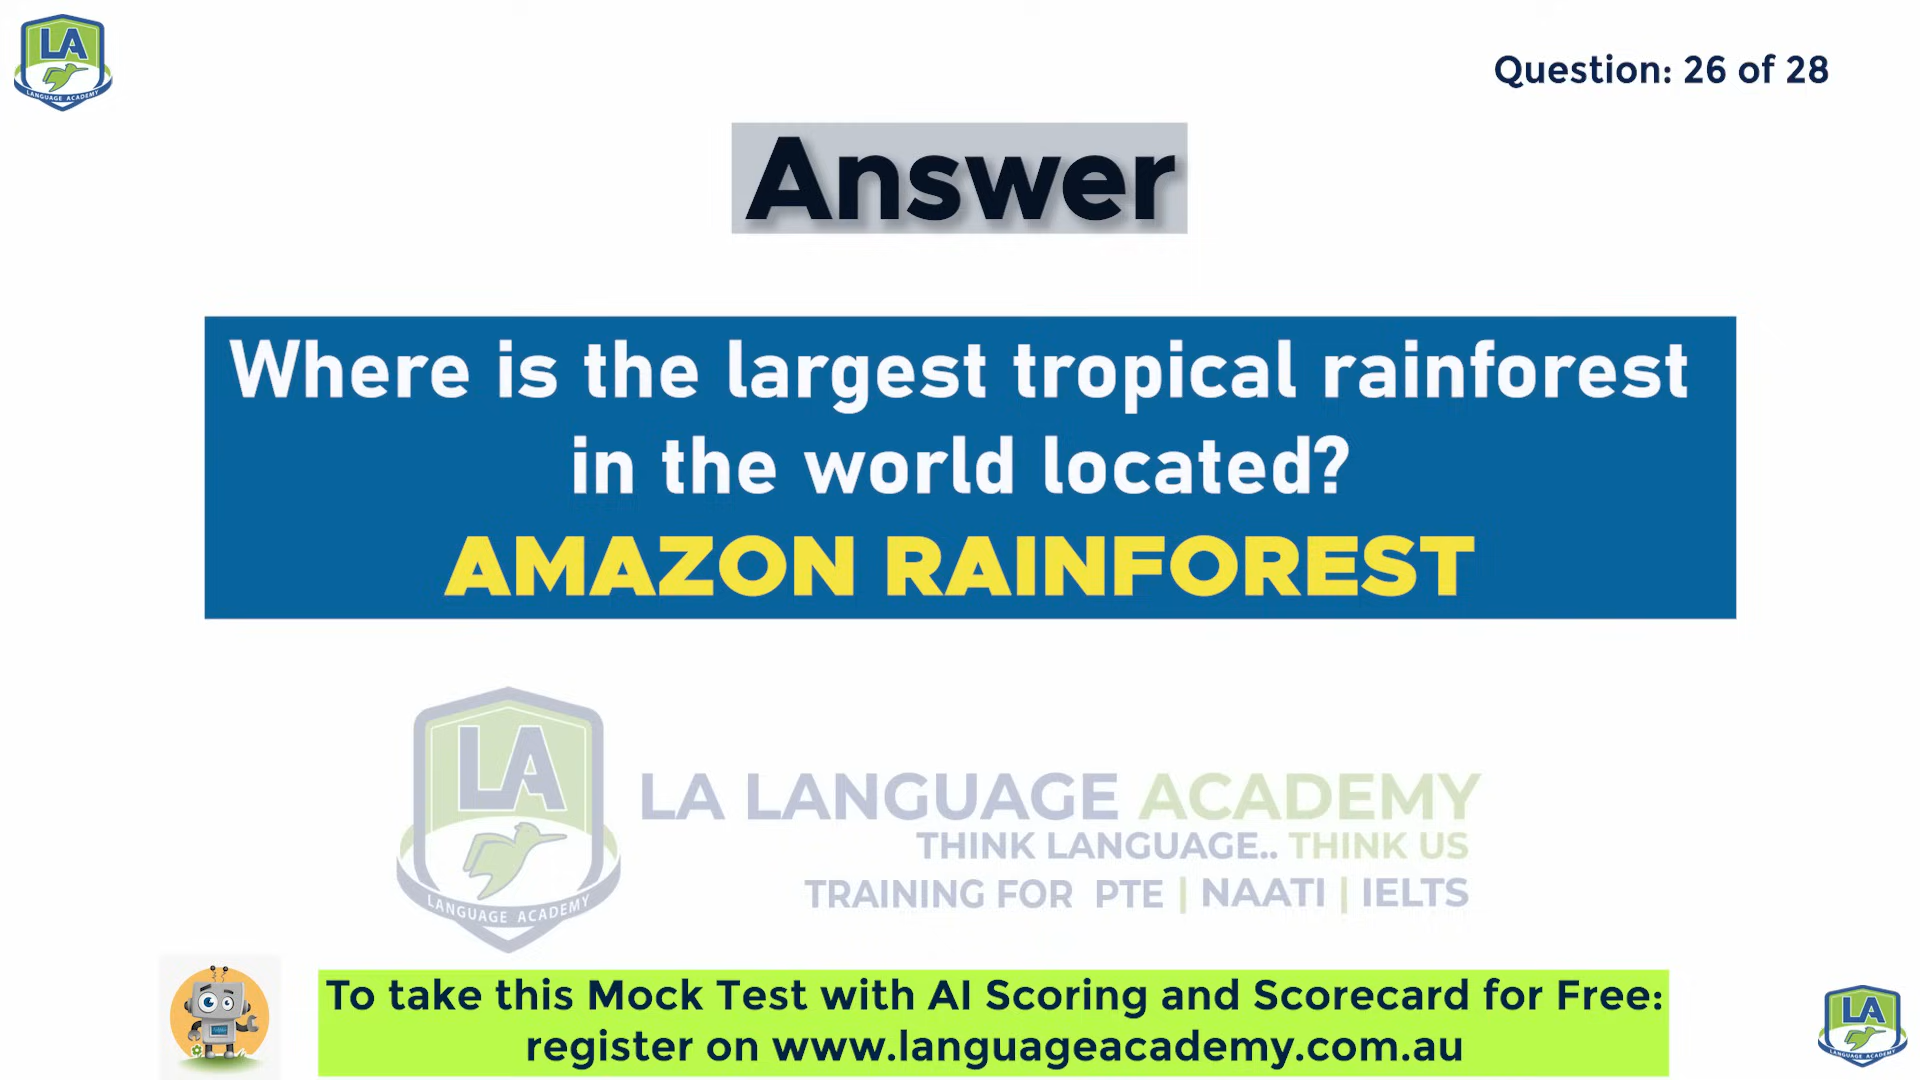 LA
LANGUAGE ACADEMY
Question: 26 of 28
Answer
Where is the largest tropical rainforest
in the world located?
AMAZON RAINFOREST
LA
LANGUAGE ACADEMY
LA LANGUAGE ACADEMY
THINK LANGUAGE.. THINK US
TRAINING FOR PTE | NAATI | IELTS
To take this Mock Test with AI Scoring and Scorecard for Free:
register on www.languageacademy.com.au
LA
LANGUAGE ACADEMY